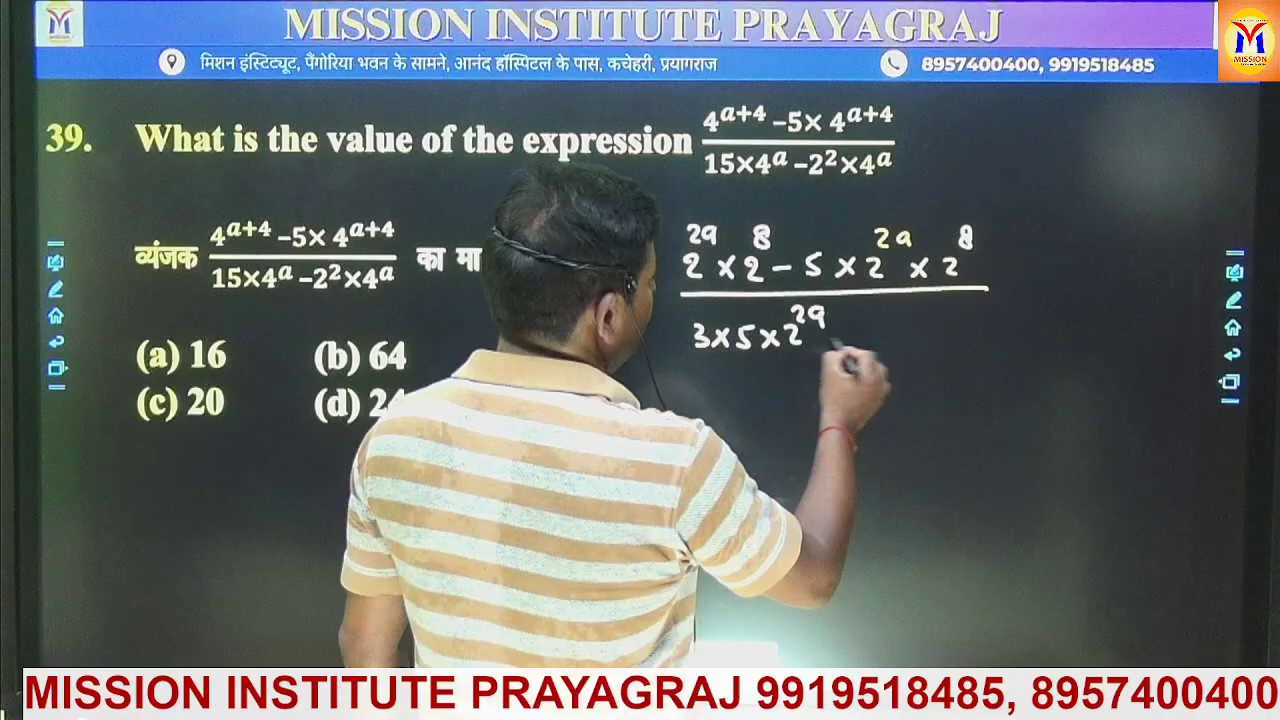 MISSION INSTITUTE PRAYAGRAJ
मिशन इंस्टिट्यूट, पैंगोरिया भवन के सामने, आनंद हॉस्पिटल के पास, कचेहरी, प्रयागराज
8957400400, 9919518485
MISSION
39. What is the value of the expression (4^{a+4} – 5× 4^{a+4})/(15×4^a – 2^2×4^a)
व्यंजक (4^{a+4} – 5× 4^{a+4})/(15×4^a – 2^2×4^a) का
(a) 16 (b) 64
(c) 20 (d)
2^{2a} × 2^8 – 5 × 2^{2a} × 2^8
3×5×2^{2a}
MISSION INSTITUTE PRAYAGRAJ 9919518485, 8957400400